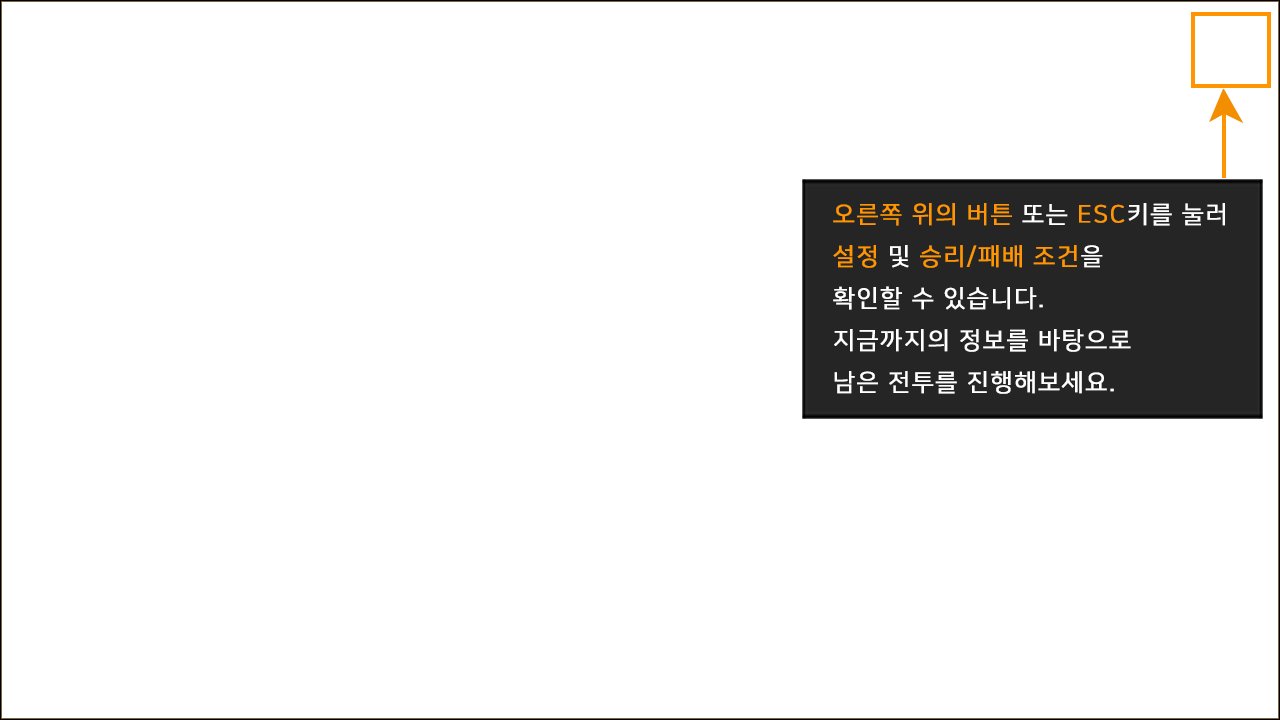 오른쪽 위의 버튼 또는 ESC키를 눌러
설정 및 승리/패배 조건을
확인할 수 있습니다.
지금까지의 정보를 바탕으로
남은 전투를 진행해보세요.